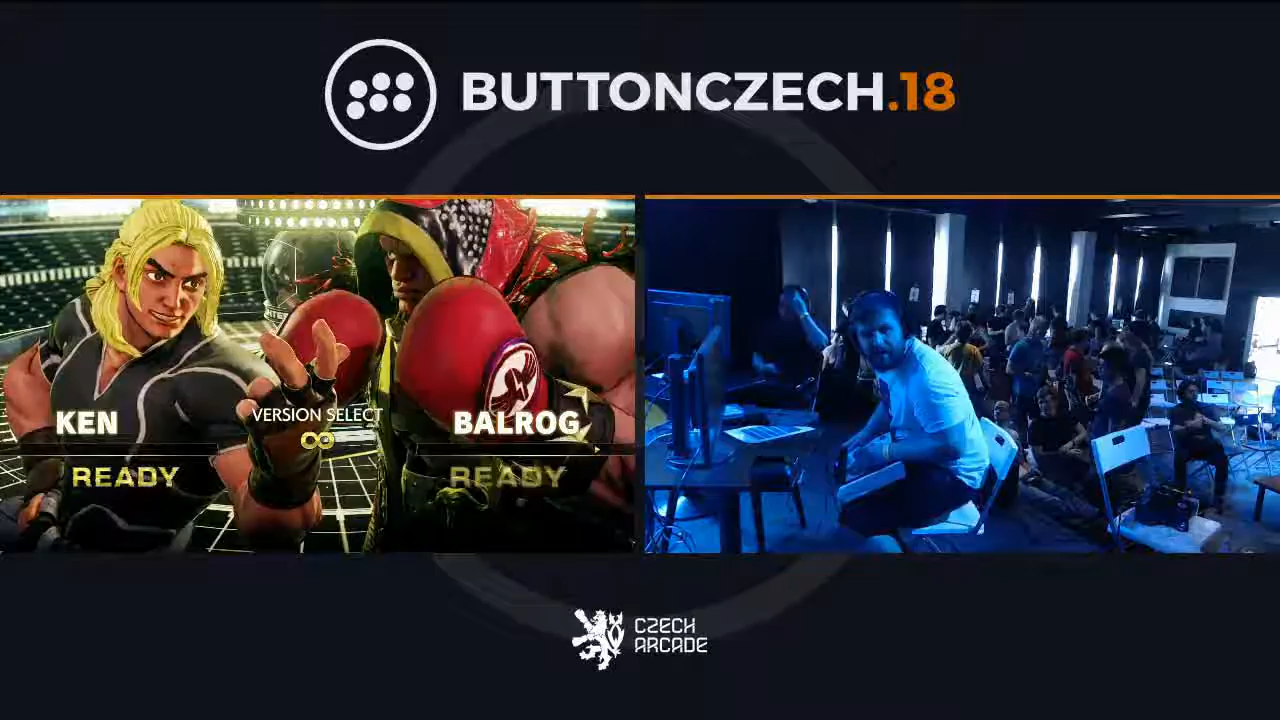 BUTTONCZECH.18
KEN
VERSION SELECT
BALROG
READY
READY
CZECH
ARCADE